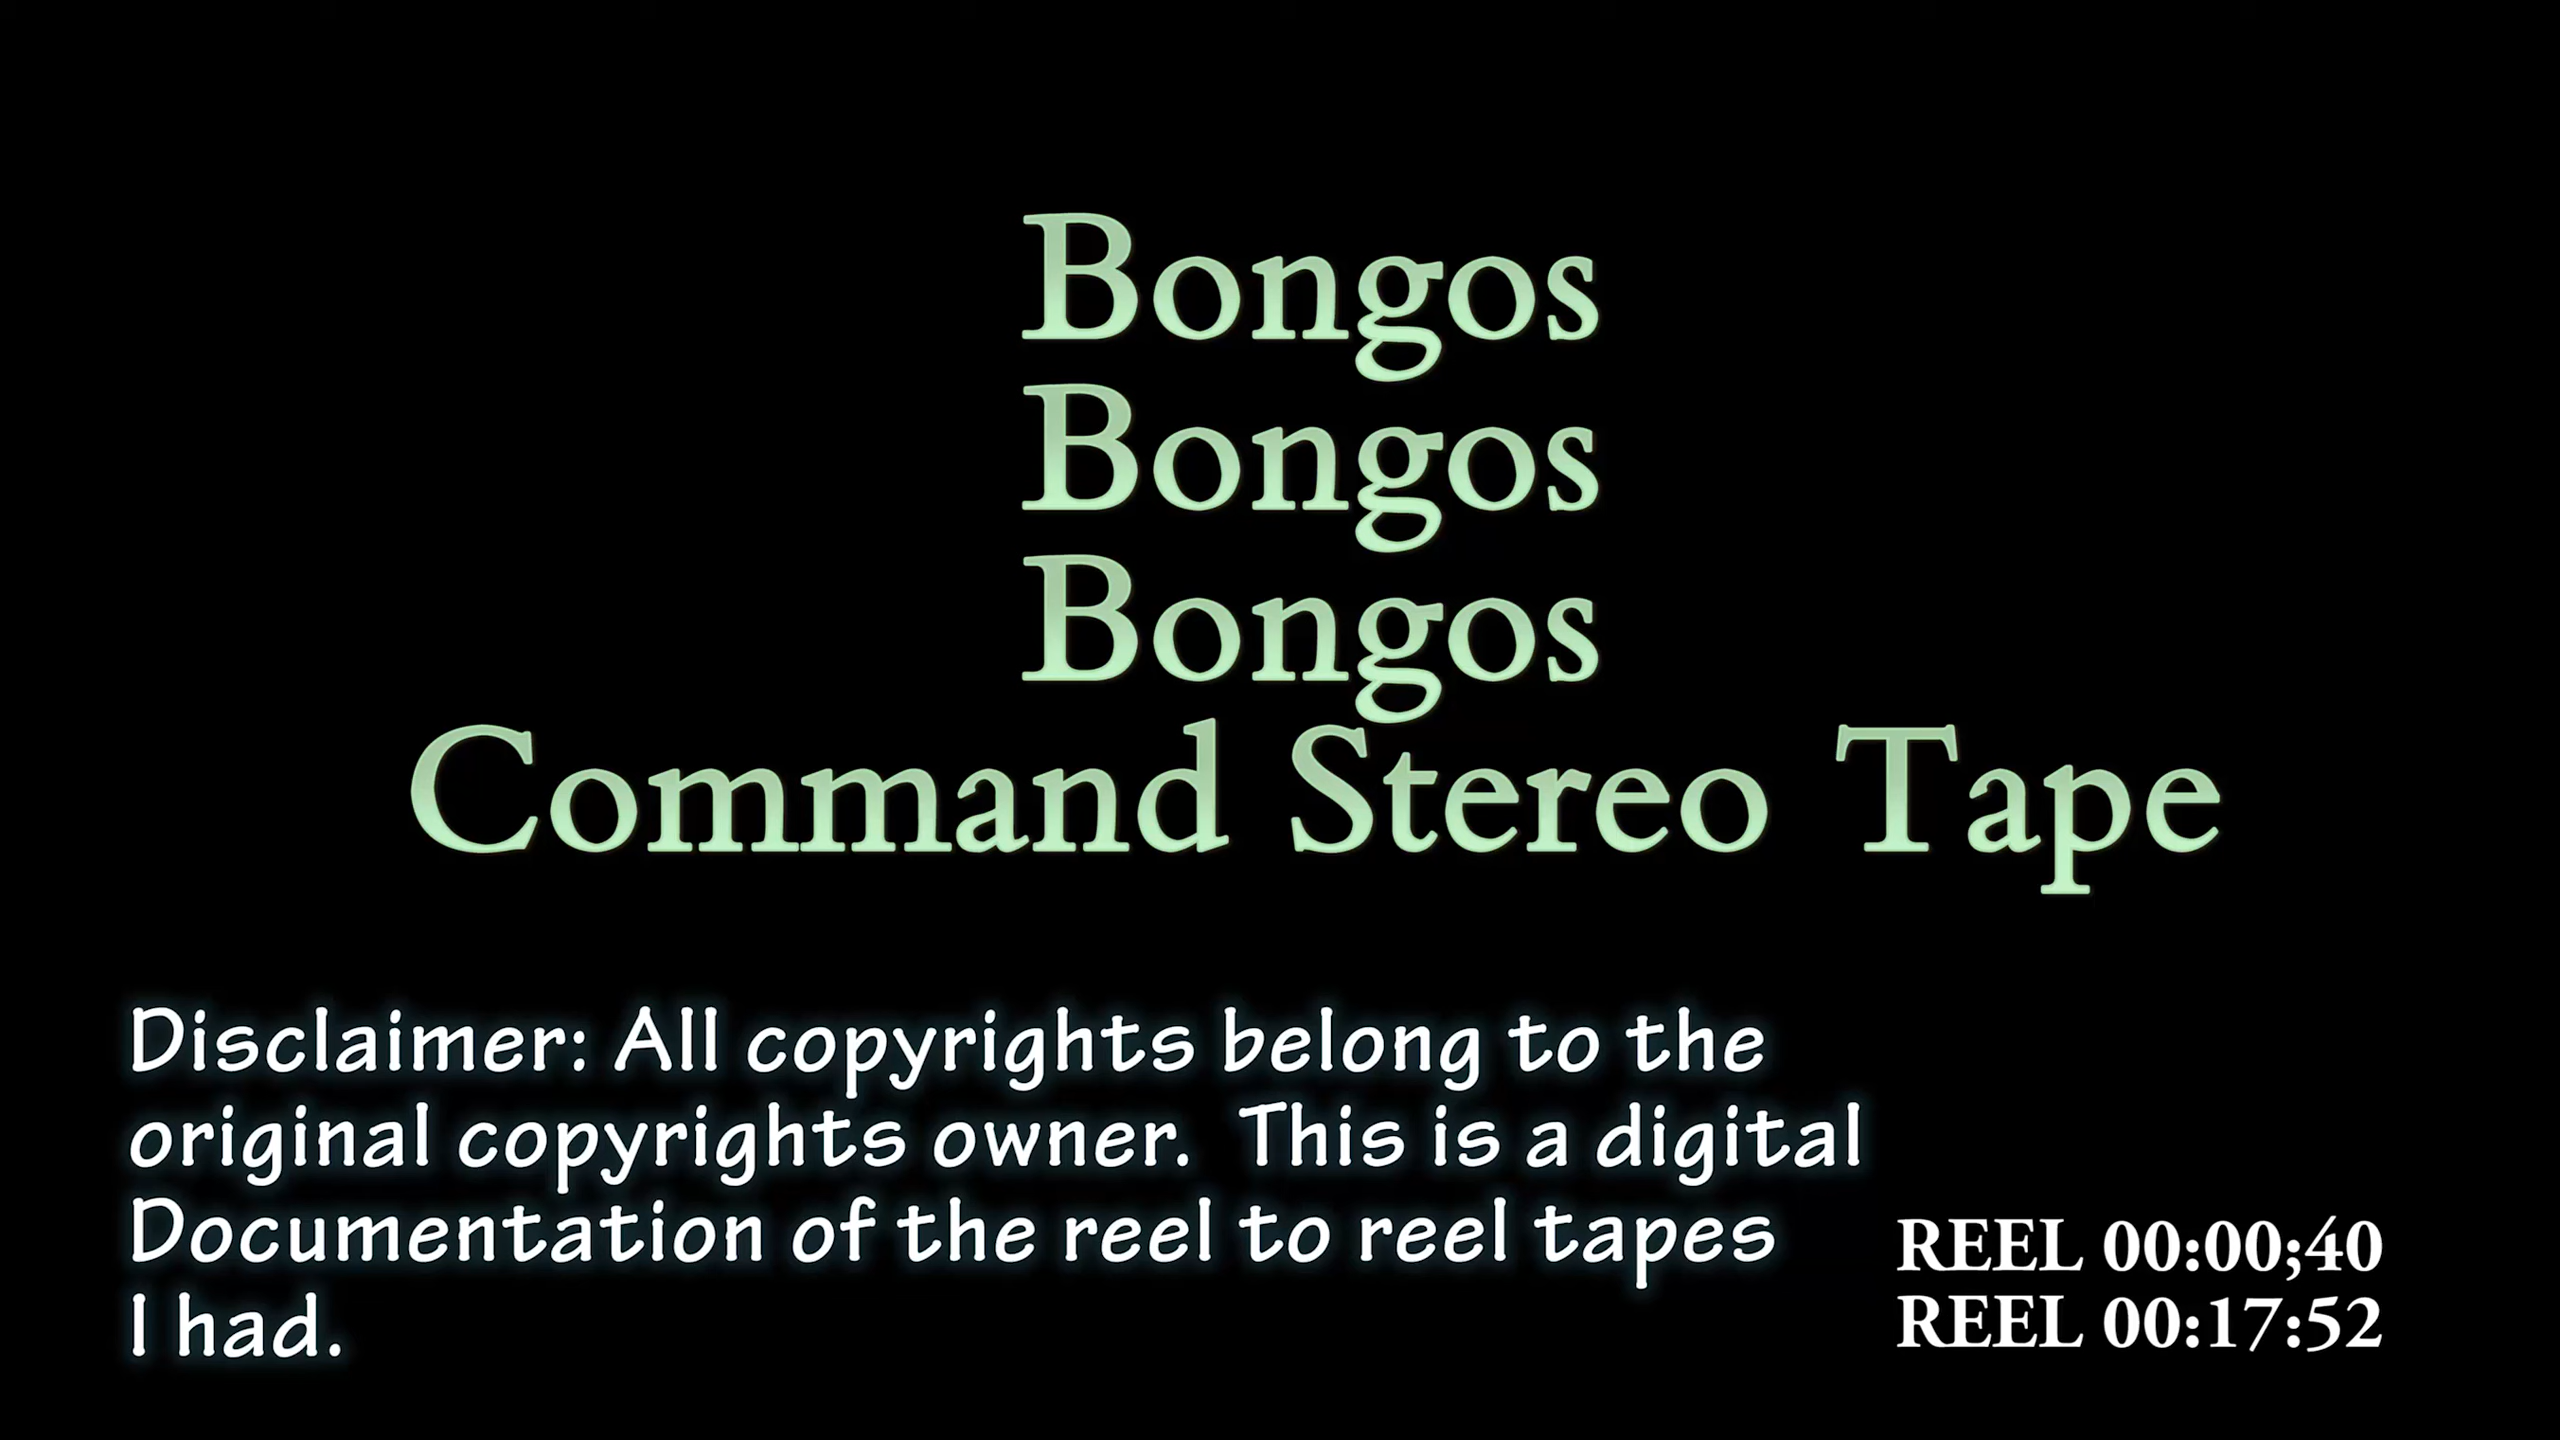 Bongos
Bongos
Bongos
Command Stereo Tape
Disclaimer: All copyrights belong to the
original copyrights owner.  This is a digital
Documentation of the reel to reel tapes
I had.
REEL 00:00;40
REEL 00:17:52